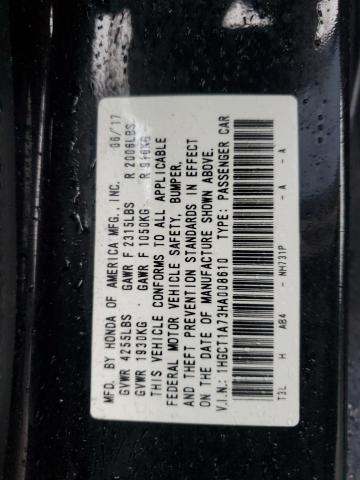 MFD. BY HONDA OF AMERICA MFG., INC. 06/17
GVWR 4255LBS GAWR F 2315LBS R 2006LBS
GVWR 1930KG GAWR F 1050KG R 910KG
THIS VEHICLE CONFORMS TO ALL APPLICABLE
FEDERAL MOTOR VEHICLE SAFETY, BUMPER,
AND THEFT PREVENTION STANDARDS IN EFFECT
ON THE DATE OF MANUFACTURE SHOWN ABOVE.
V.I.N.: 1HGCT1A73HA008610 TYPE: PASSENGER CAR
T3L H AB4 - NH731P - A - A